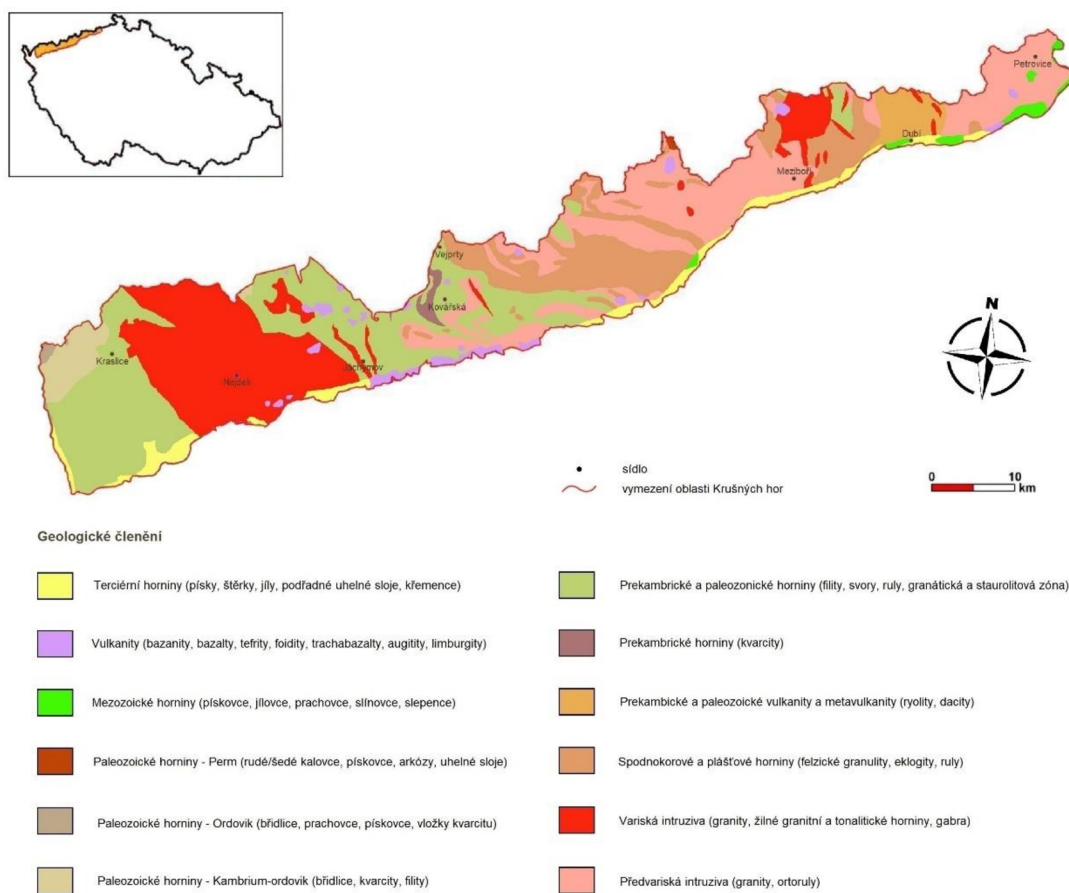 Petrovice
Dubí
Meziboří
Vejprty
Kovářská
Kraslice
Nejdek
Jáchymov
N
sídlo
vymezení oblasti Krušných hor
0 10
km
Geologické členění
Terciérní horniny (písky, štěrky, jíly, podřadné uhelné sloje, křemence)
Vulkanity (bazanity, bazalty, tefrity, foidity, trachabazalty, augitity, limburgity)
Mezozoické horniny (pískovce, jílovce, prachovce, slínovce, slepence)
Paleozoické horniny - Perm (rudé/šedé kalovce, pískovce, arkózy, uhelné sloje)
Paleozoické horniny - Ordovik (břidlice, prachovce, pískovce, vložky kvarcitu)
Paleozoické horniny - Kambrium-ordovik (břidlice, kvarcity, fility)
Prekambrické a paleozonické horniny (fility, svory, ruly, granátická a staurolitová zóna)
Prekambrické horniny (kvarcity)
Prekambické a paleozoické vulkanity a metavulkanity (ryolity, dacity)
Spodnokorové a plášťové horniny (felzické granulity, eklogity, ruly)
Variská intruziva (granity, žilné granitní a tonalitické horniny, gabra)
Předvariská intruziva (granity, ortoruly)